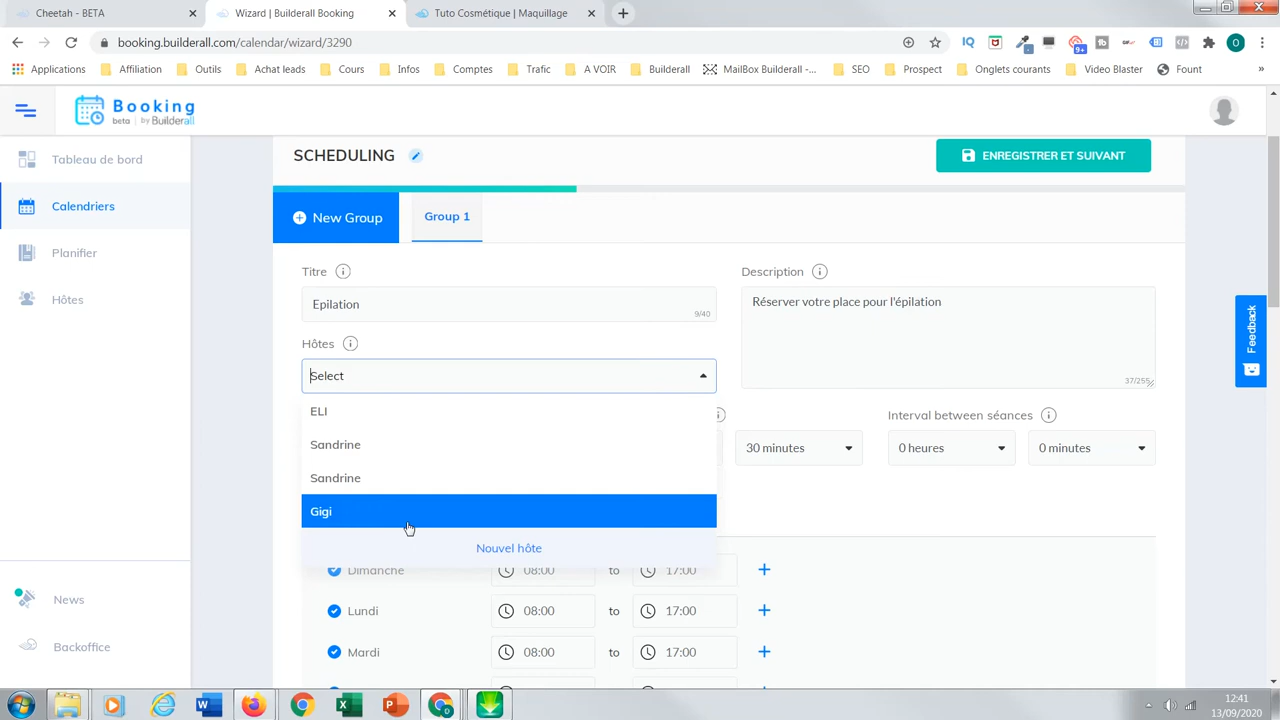 Cheetah - BETA
Wizard | Builderall Booking
Tuto Cosmétique | Maquillage
booking.builderall.com/calendar/wizard/3290
Applications
Affiliation
Outils
Achat leads
Cours
Infos
Comptes
Trafic
A VOIR
Builderall
MailBox Builderall -...
SEO
Prospect
Onglets courants
Video Blaster
Fount
»
IQ
9+
O
Booking
beta | by Builderall
Tableau de bord
Calendriers
Planifier
Hôtes
News
Backoffice
SCHEDULING
ENREGISTRER ET SUIVANT
New Group
Group 1
Titre
Epilation
9/40
Description
Réserver votre place pour l'épilation
37/255
Hôtes
Select
ELI
Sandrine
Sandrine
Gigi
Nouvel hôte
30 minutes
Interval between séances
0 heures
0 minutes
Dimanche 08:00 to 17:00
Lundi 08:00 to 17:00
Mardi 08:00 to 17:00
Feedback
12:41
13/09/2020